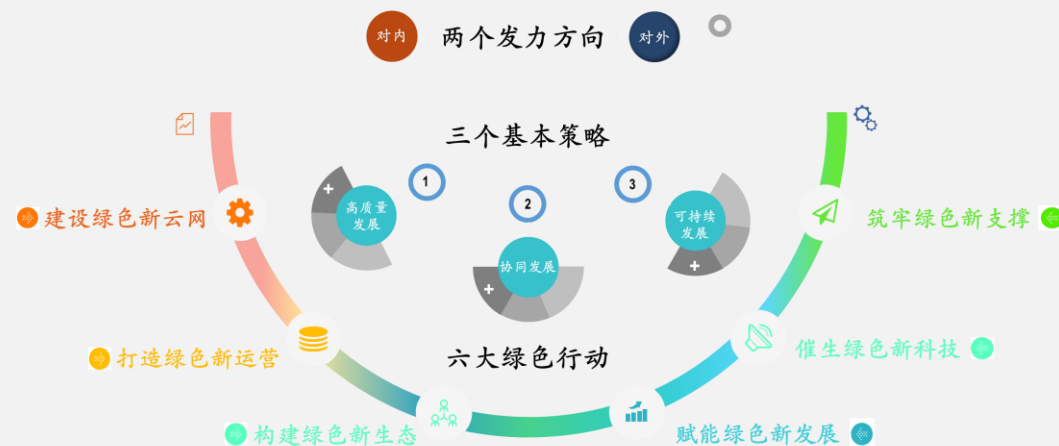 对内
两个发力方向
对外
三个基本策略
1
2
3
高质量
发展
协同发展
可持续
发展
建设绿色新云网
筑牢绿色新支撑
打造绿色新运营
六大绿色行动
催生绿色新科技
构建绿色新生态
赋能绿色新发展